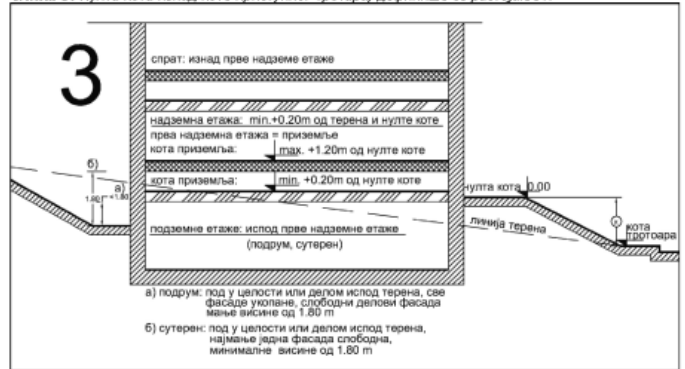 3
спрат: изнад прве надземе етаже
надземна етажа: min.+0.20m од терена и нулте коте
прва надземна етажа = приземље
кота приземља: max. +1.20m од нулте коте
б)
кота приземља: min. +0.20m од нулте коте
а)
нулта кота 0,00
линија терена
кота
тротоара
подземне етаже: испод прве надземне етаже
(подрум, сутерен)
а) подрум: под у целости или делом испод терена, све
фасаде укопане, слободни делови фасада
мање висине од 1.80 m
б) сутерен: под у целости или делом испод терена,
најмање једна фасада слободна,
минималне висине од 1.80 m